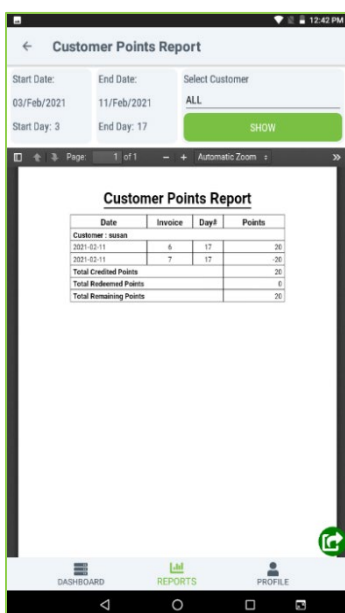 12:42 PM
Customer Points Report
Start Date: End Date: Select Customer
03/Feb/2021 11/Feb/2021 ALL
Start Day: 3 End Day: 17 SHOW
Page: 1 of 1 − + Automatic Zoom
Customer Points Report
Date Invoice Day# Points
Customer : susan
2021-02-11 6 17 20
2021-02-11 7 17 -20
Total Credited Points 20
Total Redeemed Points 0
Total Remaining Points 20
DASHBOARD REPORTS PROFILE